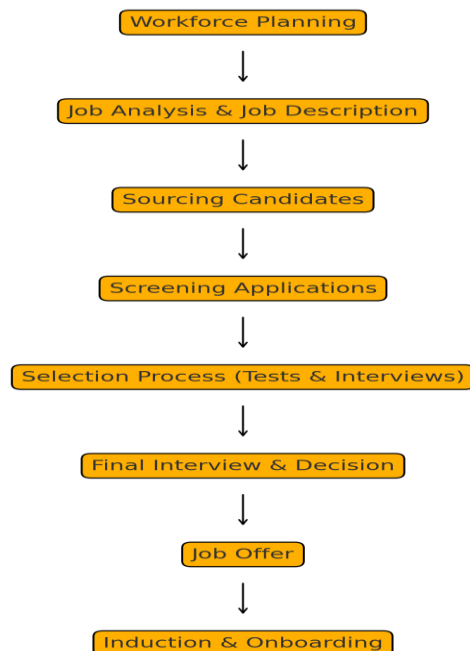 Workforce Planning
Job Analysis & Job Description
Sourcing Candidates
Screening Applications
Selection Process (Tests & Interviews)
Final Interview & Decision
Job Offer
Induction & Onboarding